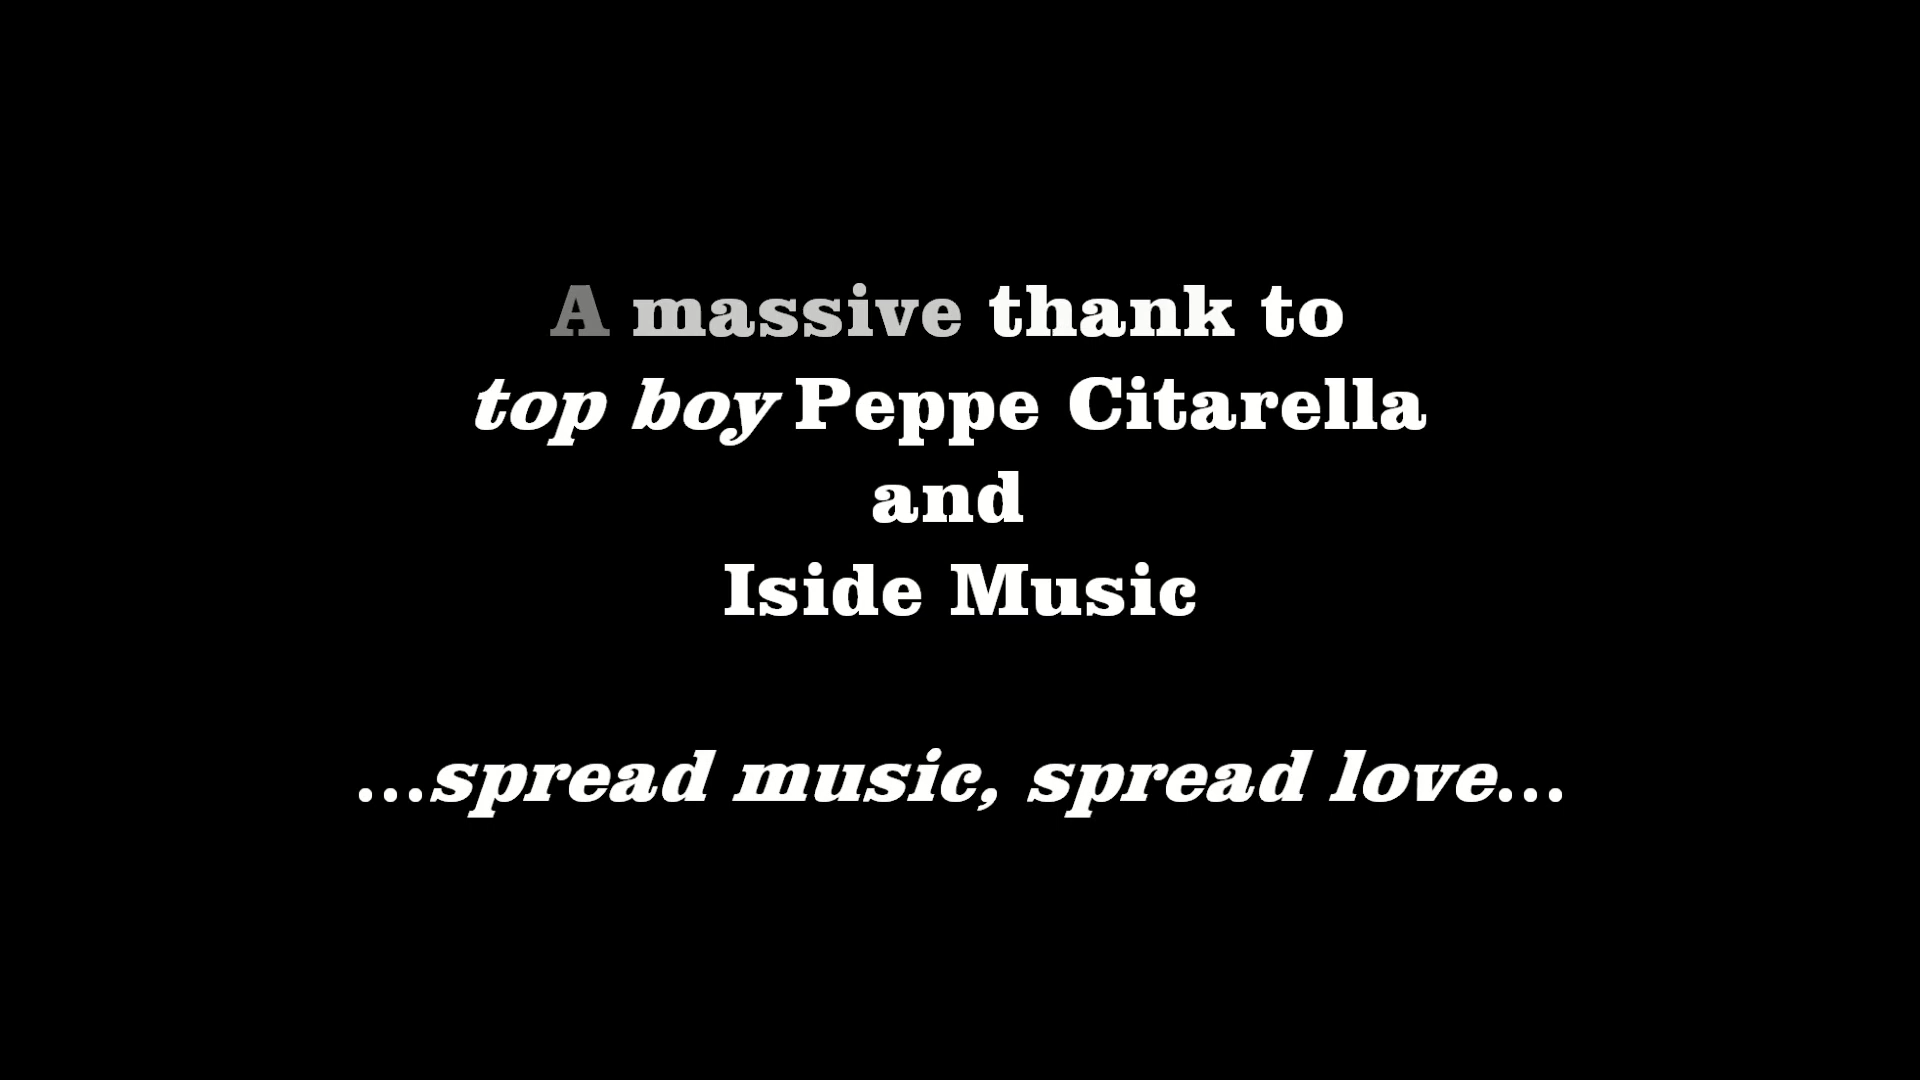 A massive thank to
top boy Peppe Citarella
and
Iside Music
...spread music, spread love...